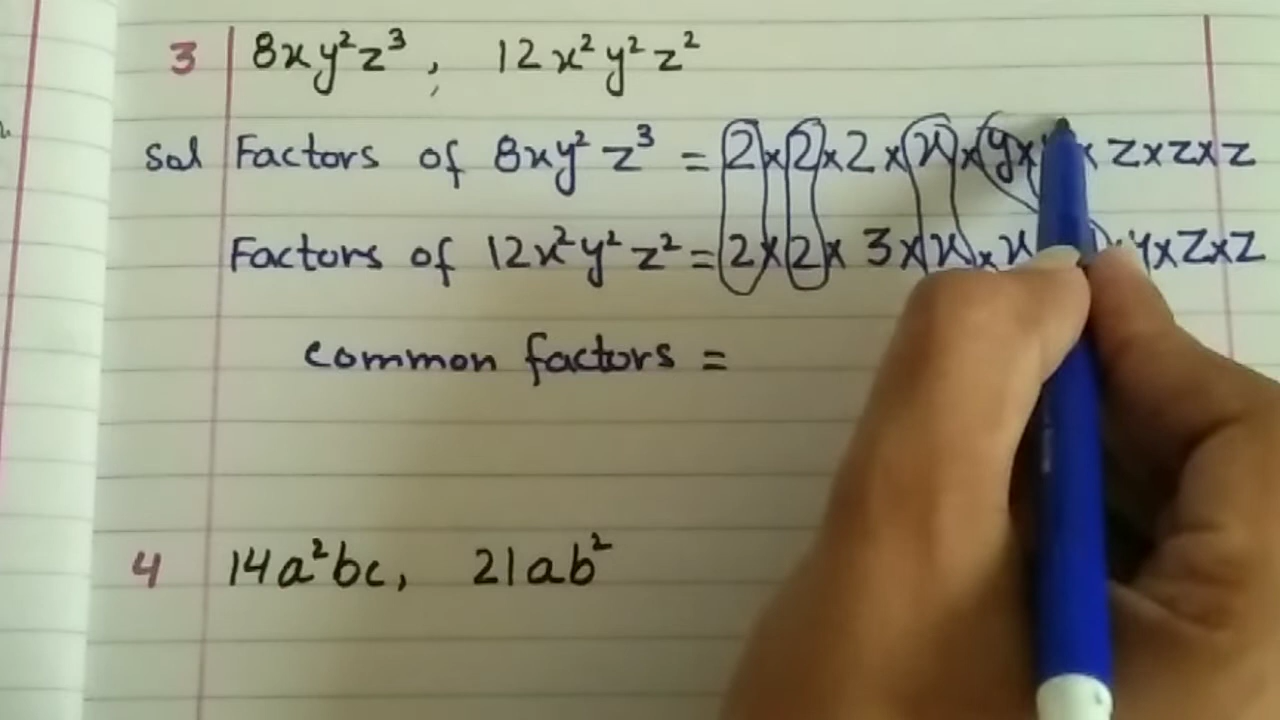 3 8xy²z³, 12x²y²z²
Sol Factors of 8xy²z³ = 2×2×2×x×y× × z×z×z
Factors of 12x²y²z² = 2×2×3×x×x y×z×z
common factors =
4 14a²bc, 21ab²